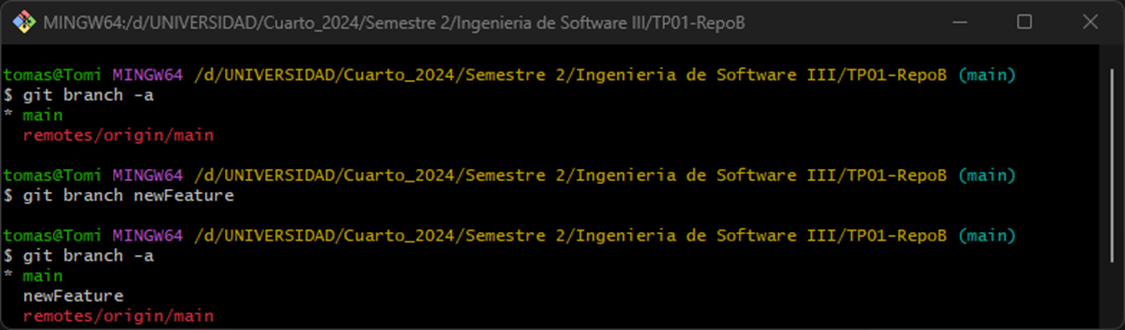 MINGW64:/d/UNIVERSIDAD/Cuarto_2024/Semestre 2/Ingenieria de Software III/TP01-RepoB
tomas@Tomi MINGW64 /d/UNIVERSIDAD/Cuarto_2024/Semestre 2/Ingenieria de Software III/TP01-RepoB (main)
$ git branch -a
* main
  remotes/origin/main
tomas@Tomi MINGW64 /d/UNIVERSIDAD/Cuarto_2024/Semestre 2/Ingenieria de Software III/TP01-RepoB (main)
$ git branch newFeature
tomas@Tomi MINGW64 /d/UNIVERSIDAD/Cuarto_2024/Semestre 2/Ingenieria de Software III/TP01-RepoB (main)
$ git branch -a
* main
  newFeature
  remotes/origin/main